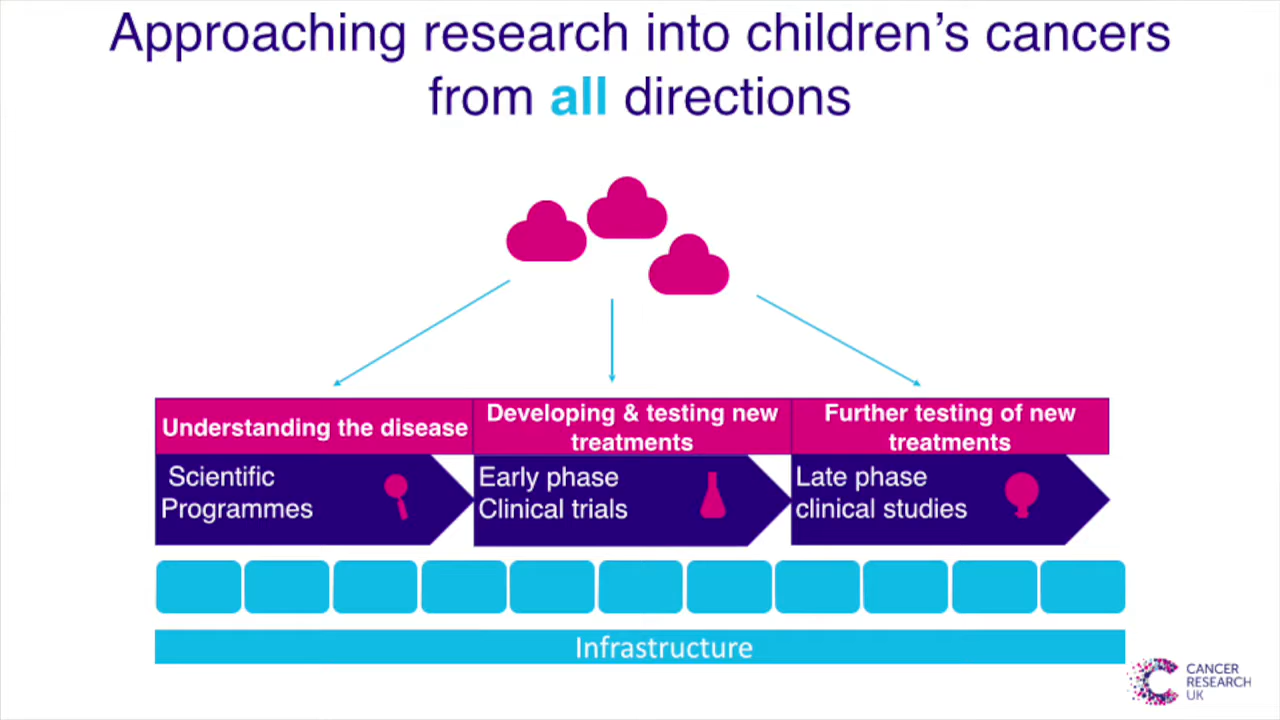 Approaching research into children's cancers
from all directions
Understanding the disease
Developing & testing new
treatments
Further testing of new
treatments
Scientific
Programmes
Early phase
Clinical trials
Late phase
clinical studies
Infrastructure
CANCER
RESEARCH
UK